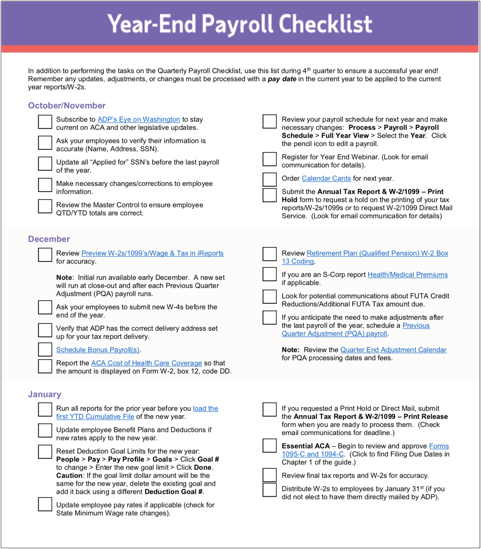 Year-End Payroll Checklist
In addition to performing the tasks on the Quarterly Payroll Checklist, use this list during 4th quarter to ensure a successful year end!
Remember any updates, adjustments, or changes must be processed with a pay date in the current year to be applied to the current
year reports/W-2s.
October/November
Subscribe to ADP's Eye on Washington to stay
current on ACA and other legislative updates.
Ask your employees to verify their information is
accurate (Name, Address, SSN).
Update all "Applied for" SSN's before the last payroll
of the year.
Make necessary changes/corrections to employee
information.
Review the Master Control to ensure employee
QTD/YTD totals are correct.
Review your payroll schedule for next year and make
necessary changes: Process > Payroll > Payroll
Schedule > Full Year View > Select the Year. Click
the pencil icon to edit a payroll.
Register for Year End Webinar. (Look for email
communication for details).
Order Calendar Cards for next year.
Submit the Annual Tax Report & W-2/1099 – Print
Hold form to request a hold on the printing of your tax
reports/W-2s/1099s or to request W-2/1099 Direct Mail
Service. (Look for email communication for details)
December
Review Preview W-2s/1099's/Wage & Tax in iReports
for accuracy.
Note: Initial run available early December. A new set
will run at close-out and after each Previous Quarter
Adjustment (PQA) payroll runs.
Ask your employees to submit new W-4s before the
end of the year.
Verify that ADP has the correct delivery address set
up for your tax report delivery.
Schedule Bonus Payroll(s).
Report the ACA Cost of Health Care Coverage so that
the amount is displayed on Form W-2, box 12, code DD.
Review Retirement Plan (Qualified Pension) W-2 Box
13 Coding.
If you are an S-Corp report Health/Medical Premiums
if applicable.
Look for potential communications about FUTA Credit
Reductions/Additional FUTA Tax amount due.
If you anticipate the need to make adjustments after
the last payroll of the year, schedule a Previous
Quarter Adjustment (PQA) payroll.
Note: Review the Quarter End Adjustment Calendar
for PQA processing dates and fees.
January
Run all reports for the prior year before you load the
first YTD Cumulative File of the new year.
Update employee Benefit Plans and Deductions if
new rates apply to the new year.
Reset Deduction Goal Limits for the new year:
People > Pay > Pay Profile > Goals > Click Goal #
to change > Enter the new goal limit > Click Done.
Caution: If the goal limit dollar amount will be the
same for the new year, delete the existing goal and
add it back using a different Deduction Goal #.
Update employee pay rates if applicable (check for
State Minimum Wage rate changes).
If you requested a Print Hold or Direct Mail, submit
the Annual Tax Report & W-2/1099 – Print Release
form when you are ready to process them. (Check
email communications for deadline.)
Essential ACA – Begin to review and approve Forms
1095-C and 1094-C. (Click to find Filing Due Dates in
Chapter 1 of the guide.)
Review final tax reports and W-2s for accuracy.
Distribute W-2s to employees by January 31st (if you
did not elect to have them directly mailed by ADP).